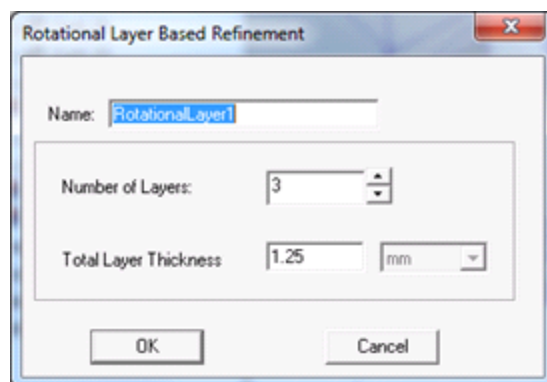 Rotational Layer Based Refinement
Name: RotationalLayer1
Number of Layers: 3
Total Layer Thickness 1.25 mm
OK Cancel